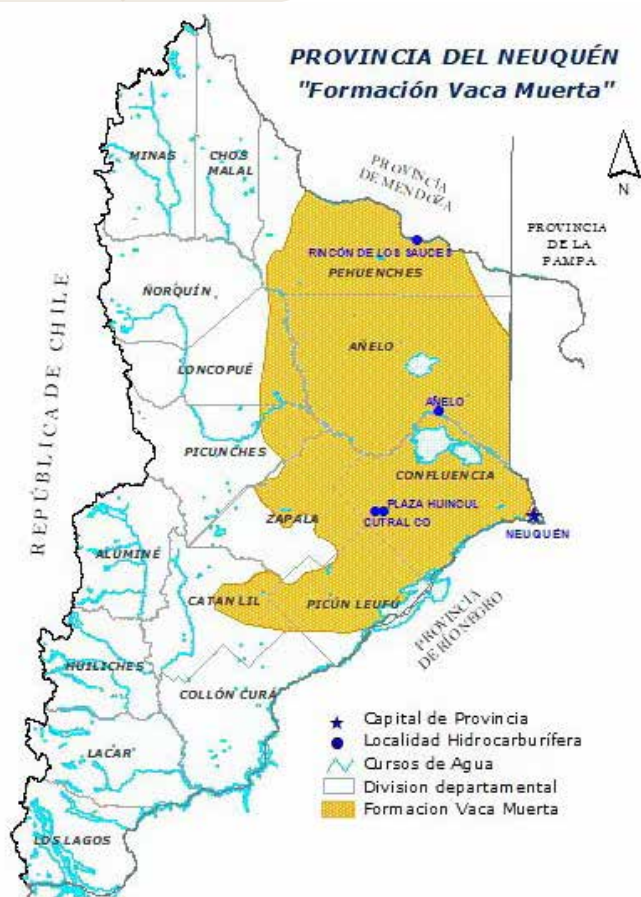 PROVINCIA DEL NEUQUÉN
"Formación Vaca Muerta"
MINAS
CHOS
MALAL
PROVINCIA
DE MENDOZA
N
PROVINCIA
DE LA
PAMPA
RINCÓN DE LOS SAUCES
PEHUENCHES
ÑORQUÍN
AÑELO
LONCOPUÉ
REPÚBLICA DE CHILE
AÑELO
PICUNCHES
CONFLUENCIA
PLAZA HUINCUL
ZAPALA
CUTRAL CO
NEUQUÉN
ALUMINÉ
CATAN LIL
PICÚN LEUFÚ
PROVINCIA
DE RÍO NEGRO
HUILICHES
COLLÓN CURÁ
LACAR
LOS LAGOS
Capital de Provincia
Localidad Hidrocarburífera
Cursos de Agua
Division departamental
Formacion Vaca Muerta